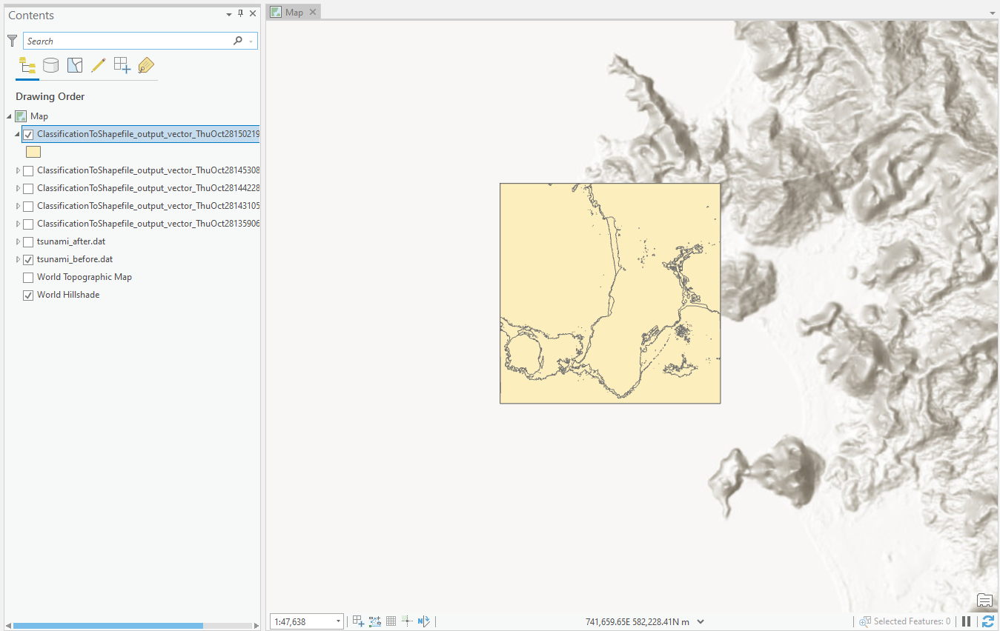 Contents
Map
Search
Drawing Order
Map
ClassificationToShapefile_output_vector_ThuOct28150219
ClassificationToShapefile_output_vector_ThuOct28145308
ClassificationToShapefile_output_vector_ThuOct28144228
ClassificationToShapefile_output_vector_ThuOct28143105
ClassificationToShapefile_output_vector_ThuOct28135906
tsunami_after.dat
tsunami_before.dat
World Topographic Map
World Hillshade
1:47,638
741,659.65E 582,228.41N m
Selected Features: 0